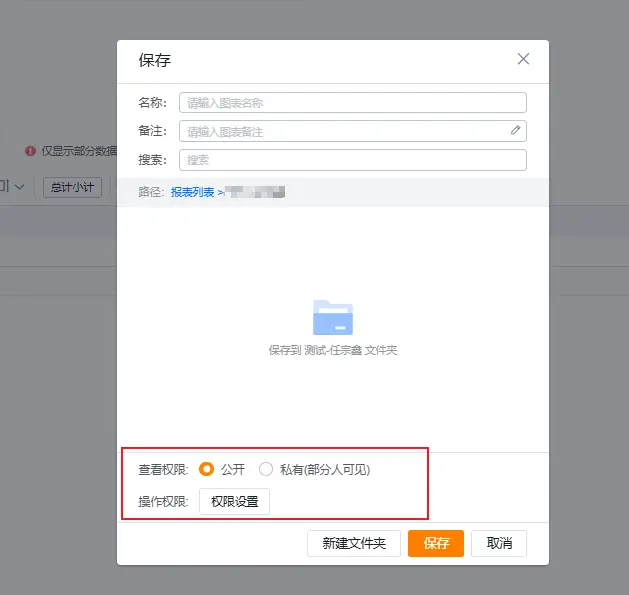 保存
名称： 请输入图表名称
仅显示部分数据
备注： 请输入图表备注
搜索： 搜索
总计小计
路径: 报表列表 >
保存到 测试-任宗鑫 文件夹
查看权限: 公开 私有(部分人可见)
操作权限: 权限设置
新建文件夹 保存 取消